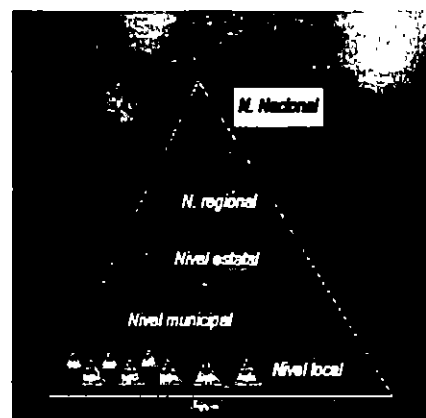 N. Nacional
N. regional
Nivel estatal
Nivel municipal
Nivel local